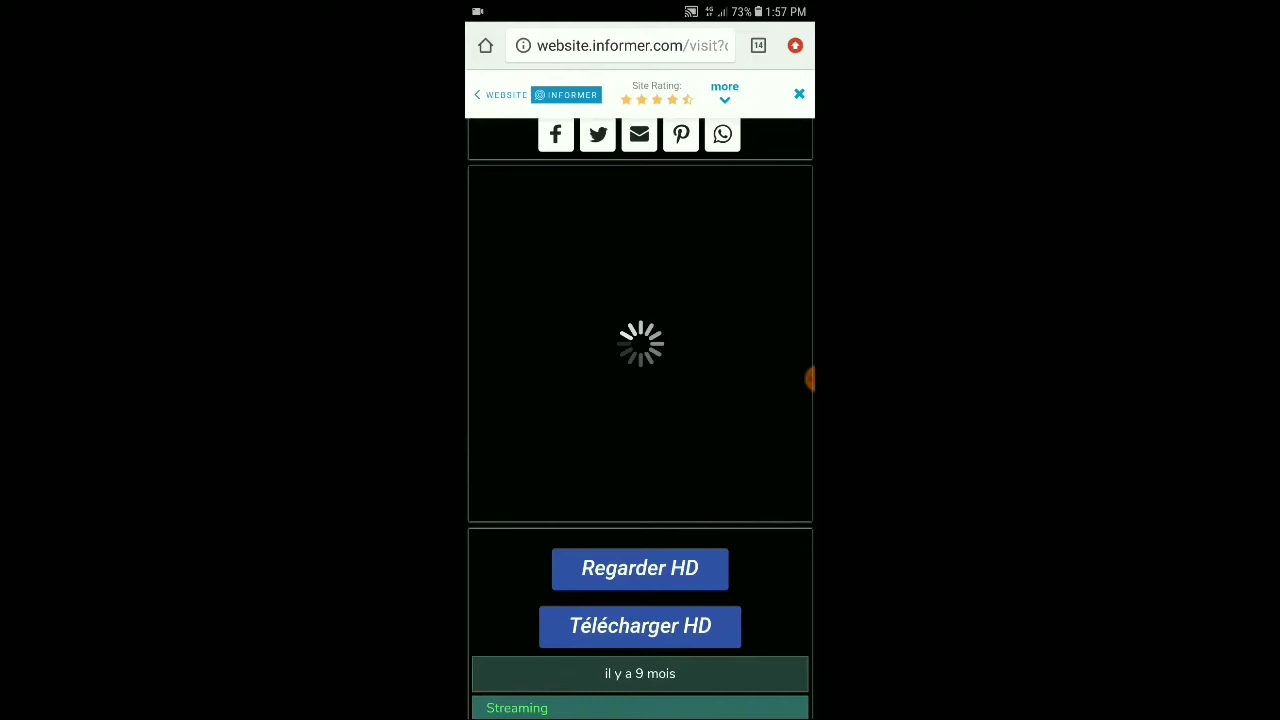 4G 73% 1:57 PM
website.informer.com/visit?
14
WEBSITE INFORMER
Site Rating:
more
Regarder HD
Télécharger HD
il y a 9 mois
Streaming